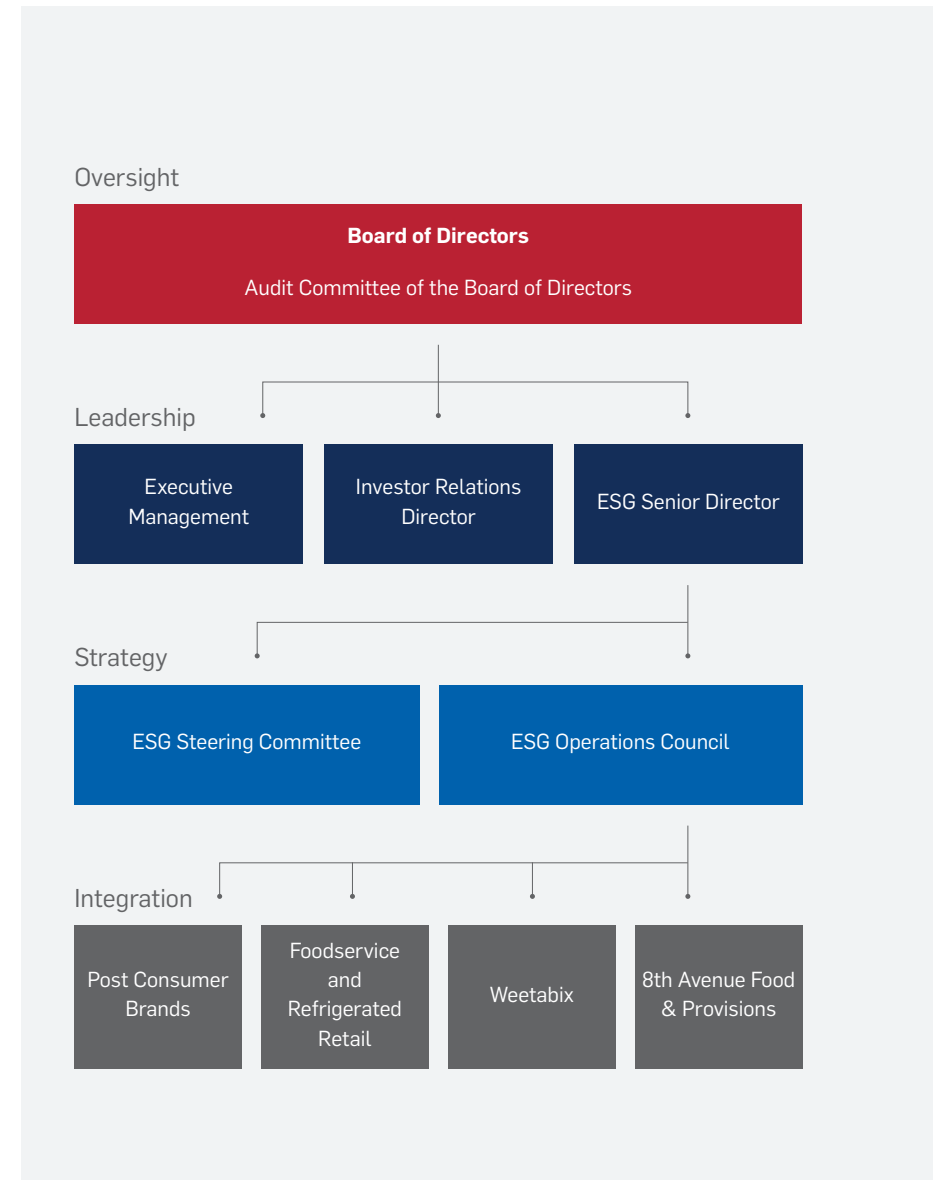 Oversight
Board of Directors
Audit Committee of the Board of Directors
Leadership
Executive
Management
Investor Relations
Director
ESG Senior Director
Strategy
ESG Steering Committee
ESG Operations Council
Integration
Post Consumer
Brands
Foodservice
and
Refrigerated
Retail
Weetabix
8th Avenue Food
& Provisions